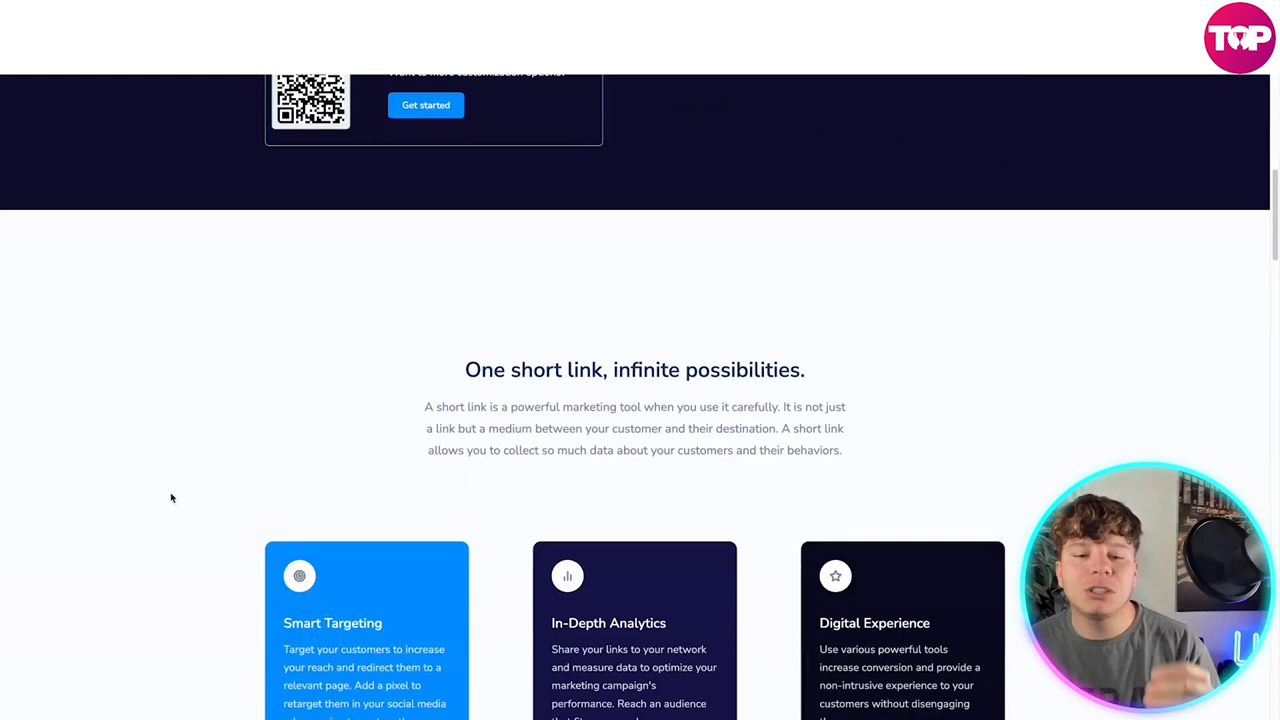 TOP
Get started
One short link, infinite possibilities.
A short link is a powerful marketing tool when you use it carefully. It is not just
a link but a medium between your customer and their destination. A short link
allows you to collect so much data about your customers and their behaviors.
Smart Targeting
Target your customers to increase
your reach and redirect them to a
relevant page. Add a pixel to
retarget them in your social media
In-Depth Analytics
Share your links to your network
and measure data to optimize your
marketing campaign's
performance. Reach an audience
Digital Experience
Use various powerful tools
increase conversion and provide a
non-intrusive experience to your
customers without disengaging